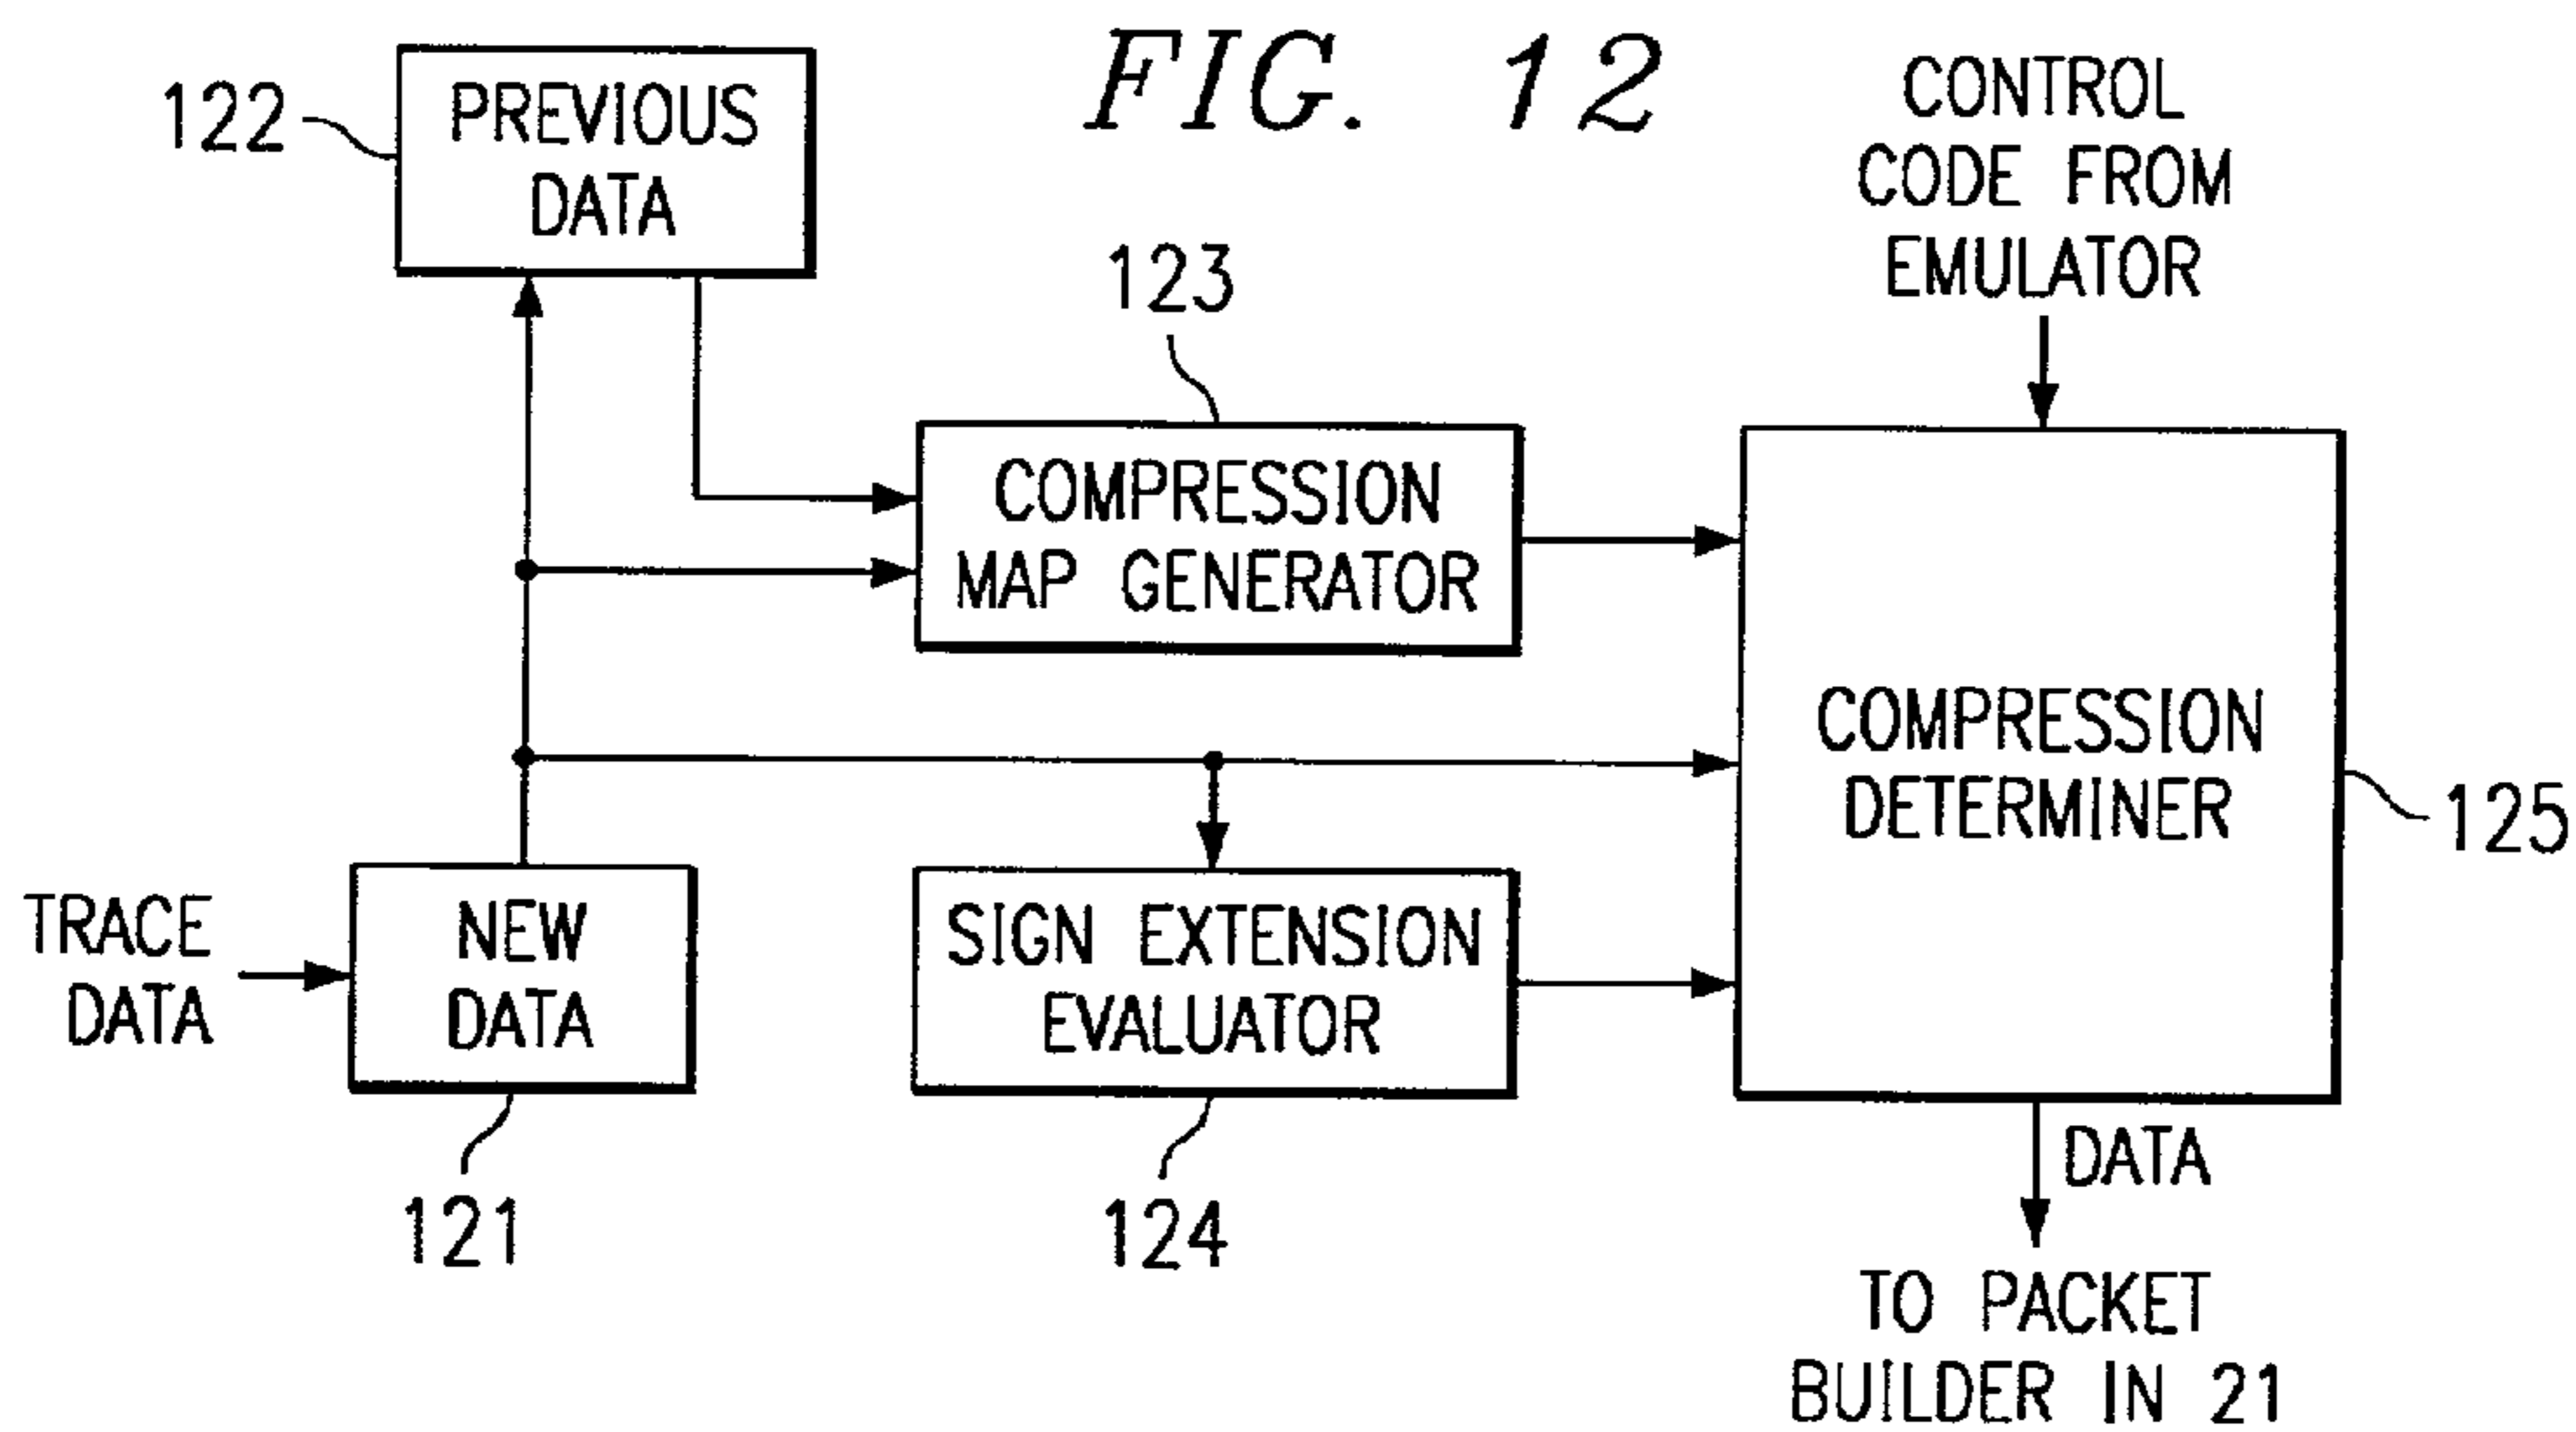 FIG. 12
122
PREVIOUS
DATA
CONTROL
CODE FROM
EMULATOR
123
COMPRESSION
MAP GENERATOR
COMPRESSION
DETERMINER
125
TRACE
DATA
NEW
DATA
121
SIGN EXTENSION
EVALUATOR
124
DATA
TO PACKET
BUILDER IN 21